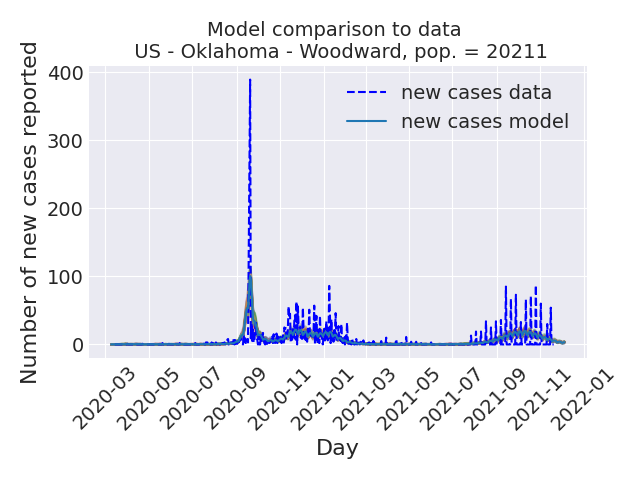 Model comparison to data
US - Oklahoma - Woodward, pop. = 20211
Number of new cases reported
400
300
200
100
0
new cases data
new cases model
2020-03
2020-05
2020-07
2020-09
2020-11
2021-01
2021-03
2021-05
2021-07
2021-09
2021-11
2022-01
Day